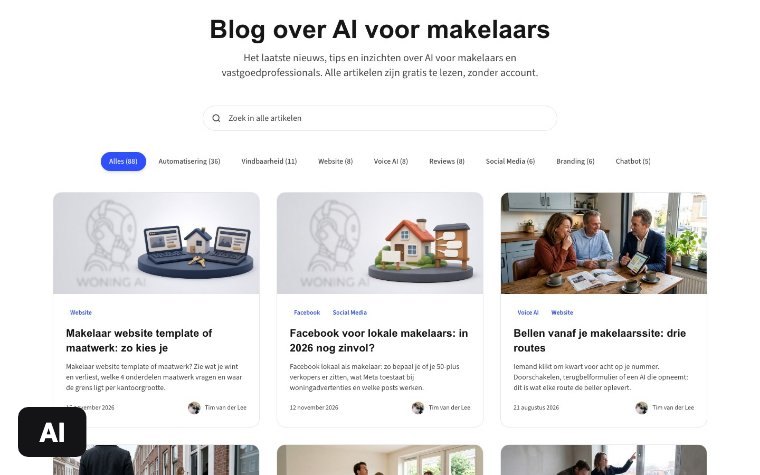 Blog over AI voor makelaars
Het laatste nieuws, tips en inzichten over AI voor makelaars en
vastgoedprofessionals. Alle artikelen zijn gratis te lezen, zonder account.
Zoek in alle artikelen
Alles (88) Automatisering (36) Vindbaarheid (11) Website (8) Voice AI (8) Reviews (8) Social Media (6) Branding (6) Chatbot (5)
WONING AI
Website
Makelaar website template of
maatwerk: zo kies je
Makelaar website template of maatwerk? Zie wat je wint
en verliest, welke 4 onderdelen maatwerk vragen en waar
de grens ligt per kantoorgrootte.
november 2026 Tim van der Lee
WONING AI
Facebook Social Media
Facebook voor lokale makelaars: in
2026 nog zinvol?
Facebook lokaal als makelaar: zo bepaal je of je 50-plus
verkopers er zitten, wat Meta toestaat bij
woningadvertenties en welke posts werken.
12 november 2026 Tim van der Lee
Voice AI Website
Bellen vanaf je makelaarssite: drie
routes
Iemand klikt om kwart voor acht op je nummer.
Doorschakelen, terugbelformulier of een AI die opneemt:
dit is wat elke route de beller oplevert.
21 augustus 2026 Tim van der Lee
AI